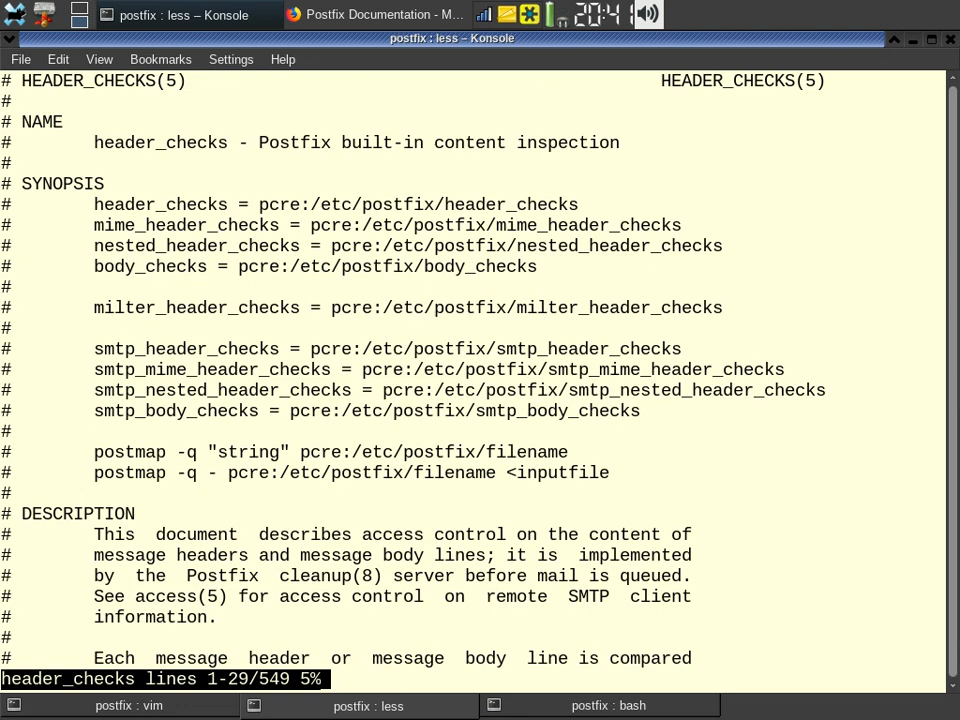 postfix : less – Konsole
Postfix Documentation - M...
20:41
postfix : less – Konsole
File Edit View Bookmarks Settings Help
# HEADER_CHECKS(5) HEADER_CHECKS(5)
#
# NAME
# header_checks - Postfix built-in content inspection
#
# SYNOPSIS
# header_checks = pcre:/etc/postfix/header_checks
# mime_header_checks = pcre:/etc/postfix/mime_header_checks
# nested_header_checks = pcre:/etc/postfix/nested_header_checks
# body_checks = pcre:/etc/postfix/body_checks
#
# milter_header_checks = pcre:/etc/postfix/milter_header_checks
#
# smtp_header_checks = pcre:/etc/postfix/smtp_header_checks
# smtp_mime_header_checks = pcre:/etc/postfix/smtp_mime_header_checks
# smtp_nested_header_checks = pcre:/etc/postfix/smtp_nested_header_checks
# smtp_body_checks = pcre:/etc/postfix/smtp_body_checks
#
# postmap -q "string" pcre:/etc/postfix/filename
# postmap -q - pcre:/etc/postfix/filename <inputfile
#
# DESCRIPTION
# This document describes access control on the content of
# message headers and message body lines; it is implemented
# by the Postfix cleanup(8) server before mail is queued.
# See access(5) for access control on remote SMTP client
# information.
#
# Each message header or message body line is compared
header_checks lines 1-29/549 5%
postfix : vim
postfix : less
postfix : bash